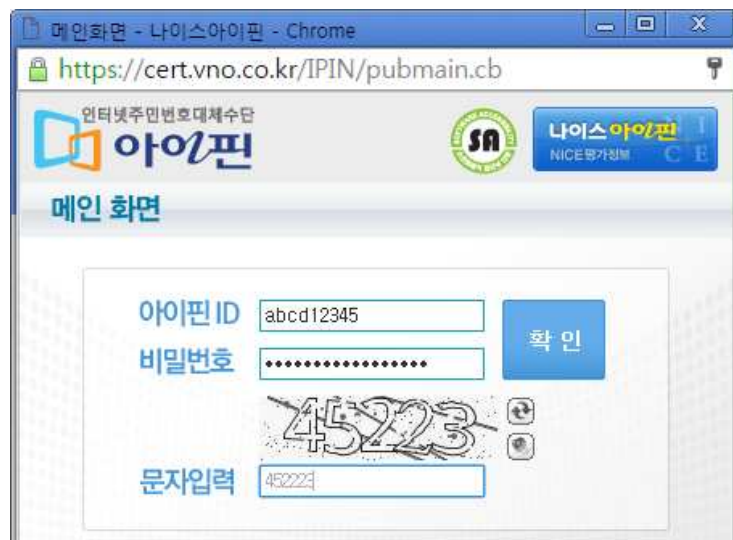 메인화면 - 나이스아이핀 - Chrome
https://cert.vno.co.kr/IPIN/pubmain.cb
인터넷주민번호대체수단
아이핀
SA
나이스아이핀
NICE평가정보
NICE
메인 화면
아이핀 ID abcd12345
확 인
비밀번호 •••••••••••••••••
45223
문자입력